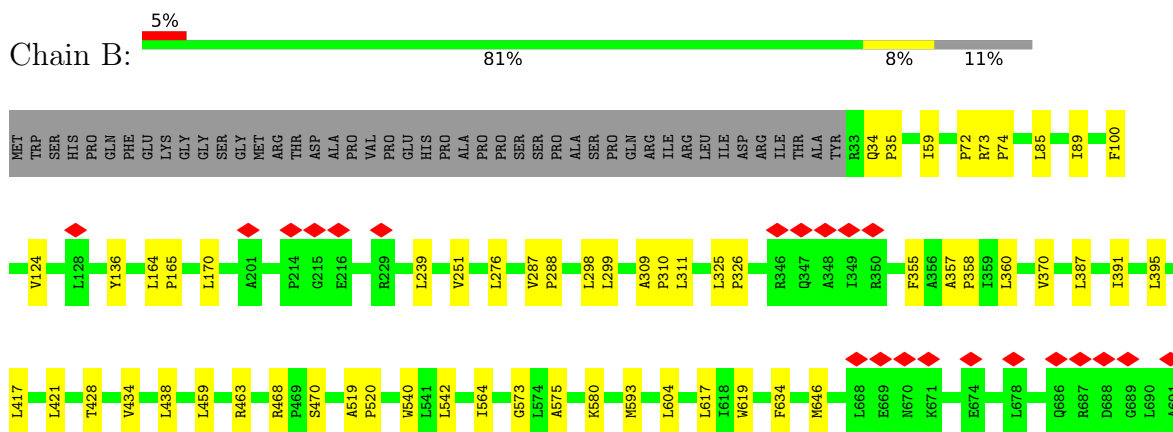 5%
Chain B:
81% 8% 11%
MET TRP SER HIS PRO GLN PHE GLU LYS GLY GLY SER GLY MET ARG THR ASP ALA PRO VAL PRO GLU HIS PRO ALA PRO PRO SER SER PRO ALA SER PRO GLN ARG ILE ARG LEU ILE ASP ARG ILE THR ALA TYR R33 Q34 P35 I59 P72 R73 P74 L85 I89 F100
V124 L128 Y136 L164 P165 L170 A201 P214 G215 E216 R229 L239 V251 L276 V287 P288 L298 L299 A309 P310 L311 L325 P326 R346 Q347 A348 I349 R350 F355 A356 A357 P358 I359 L360 V370 L387 I391 L395
L417 L421 T428 V434 L438 L459 R463 R468 P469 S470 A519 P520 W540 L541 L542 I564 G573 L574 A575 K580 M593 L604 L617 I618 W619 F634 M646 L668 E669 N670 K671 E674 L678 Q686 R687 D688 G689 L690